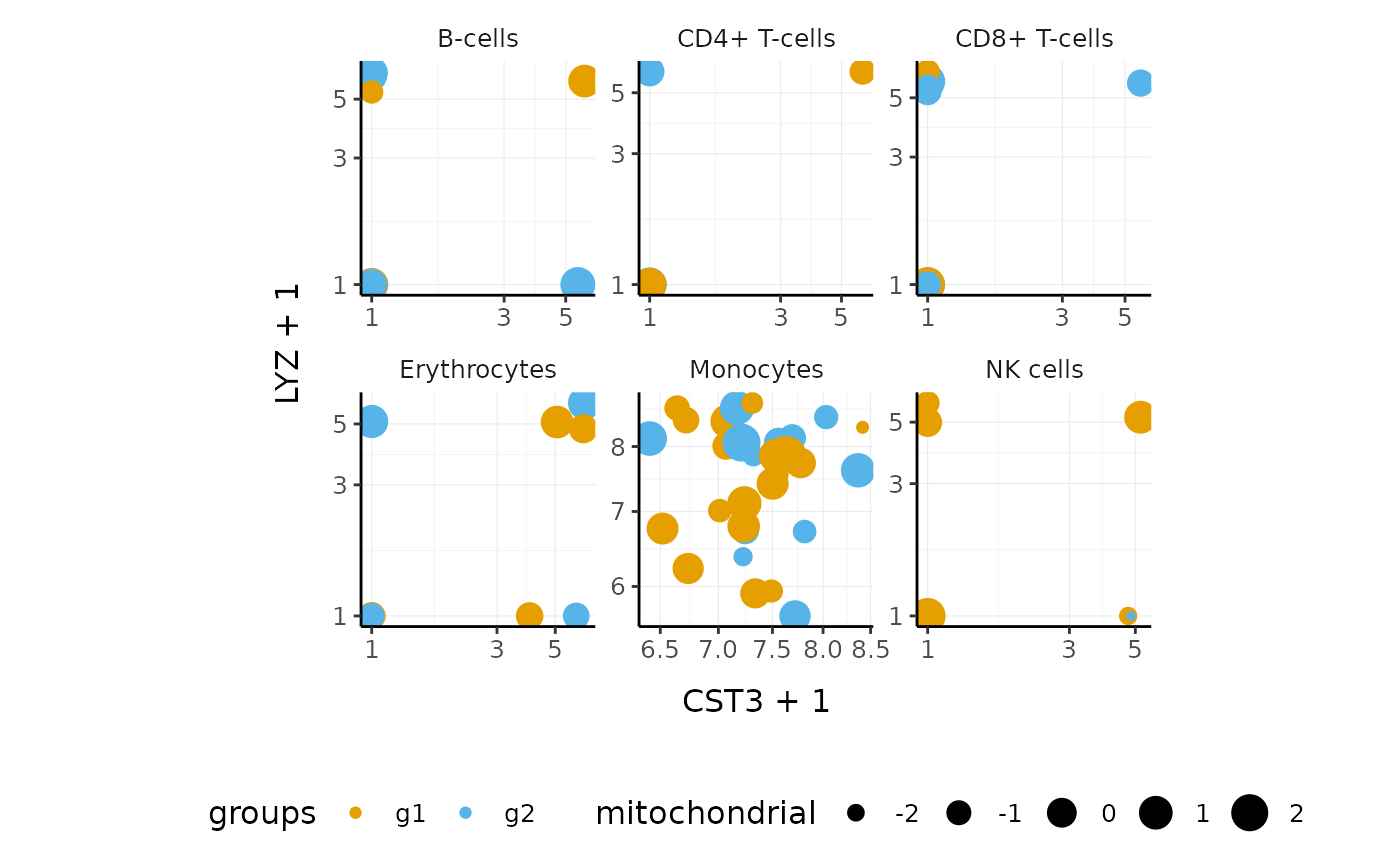 B-cells CD4+ T-cells CD8+ T-cells
5 5 5
3 3 3
1 1 1
1 3 5 1 3 5 1 3 5
LYZ + 1
Erythrocytes Monocytes NK cells
5 8 5
3 7 3
1 6 1
1 3 5 6.5 7.0 7.5 8.0 8.5 1 3 5
CST3 + 1
groups g1 g2 mitochondrial -2 -1 0 1 2